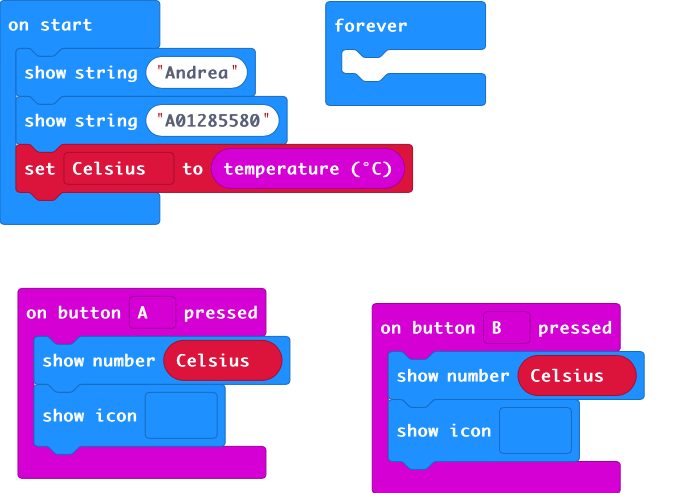 on start
show string "Andrea"
show string "A01285580"
set Celsius to temperature (°C)
forever
on button A pressed
show number Celsius
show icon
on button B pressed
show number Celsius
show icon